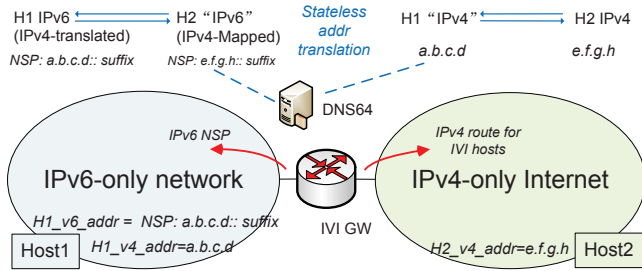 H1 IPv6
(IPv4-translated)
NSP: a.b.c.d:: suffix
H2 “IPv6”
(IPv4-Mapped)
NSP: e.f.g.h:: suffix
Stateless
addr
translation
H1 “IPv4”
a.b.c.d
H2 IPv4
e.f.g.h
DNS64
IPv6 NSP
IPv4 route for
IVI hosts
IPv6-only network
IPv4-only Internet
IVI GW
H1_v6_addr = NSP: a.b.c.d:: suffix
H1_v4_addr=a.b.c.d
Host1
H2_v4_addr=e.f.g.h
Host2